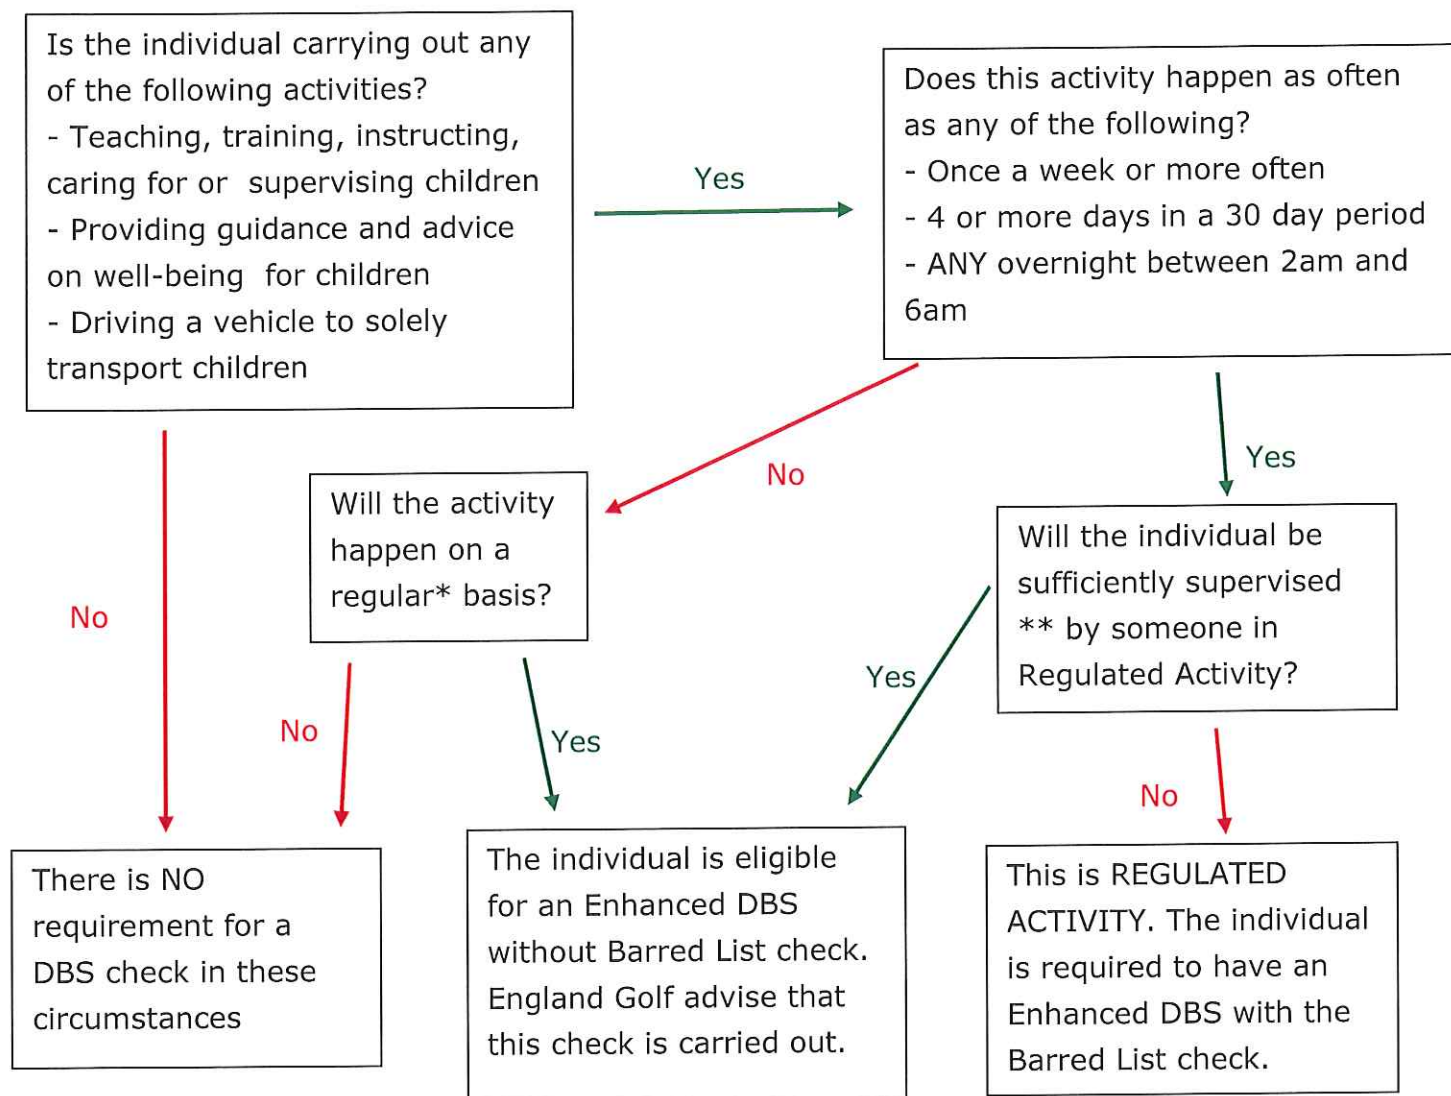 Is the individual carrying out any
of the following activities?
- Teaching, training, instructing,
caring for or supervising children
- Providing guidance and advice
on well-being for children
- Driving a vehicle to solely
transport children
Yes
Does this activity happen as often
as any of the following?
- Once a week or more often
- 4 or more days in a 30 day period
- ANY overnight between 2am and
6am
No
Yes
Will the activity
happen on a
regular* basis?
Will the individual be
sufficiently supervised
** by someone in
Regulated Activity?
No
No
Yes
Yes
No
There is NO
requirement for a
DBS check in these
circumstances
The individual is eligible
for an Enhanced DBS
without Barred List check.
England Golf advise that
this check is carried out.
This is REGULATED
ACTIVITY. The individual
is required to have an
Enhanced DBS with the
Barred List check.